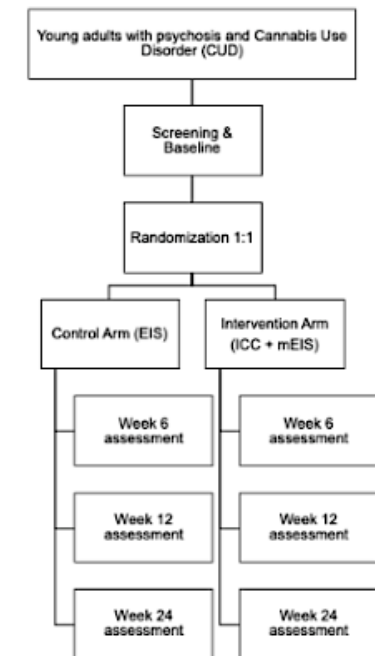 Young adults with psychosis and Cannabis Use
Disorder (CUD)
Screening &
Baseline
Randomization 1:1
Control Arm (EIS)
Intervention Arm
(ICC + mEIS)
Week 6
assessment
Week 6
assessment
Week 12
assessment
Week 12
assessment
Week 24
assessment
Week 24
assessment